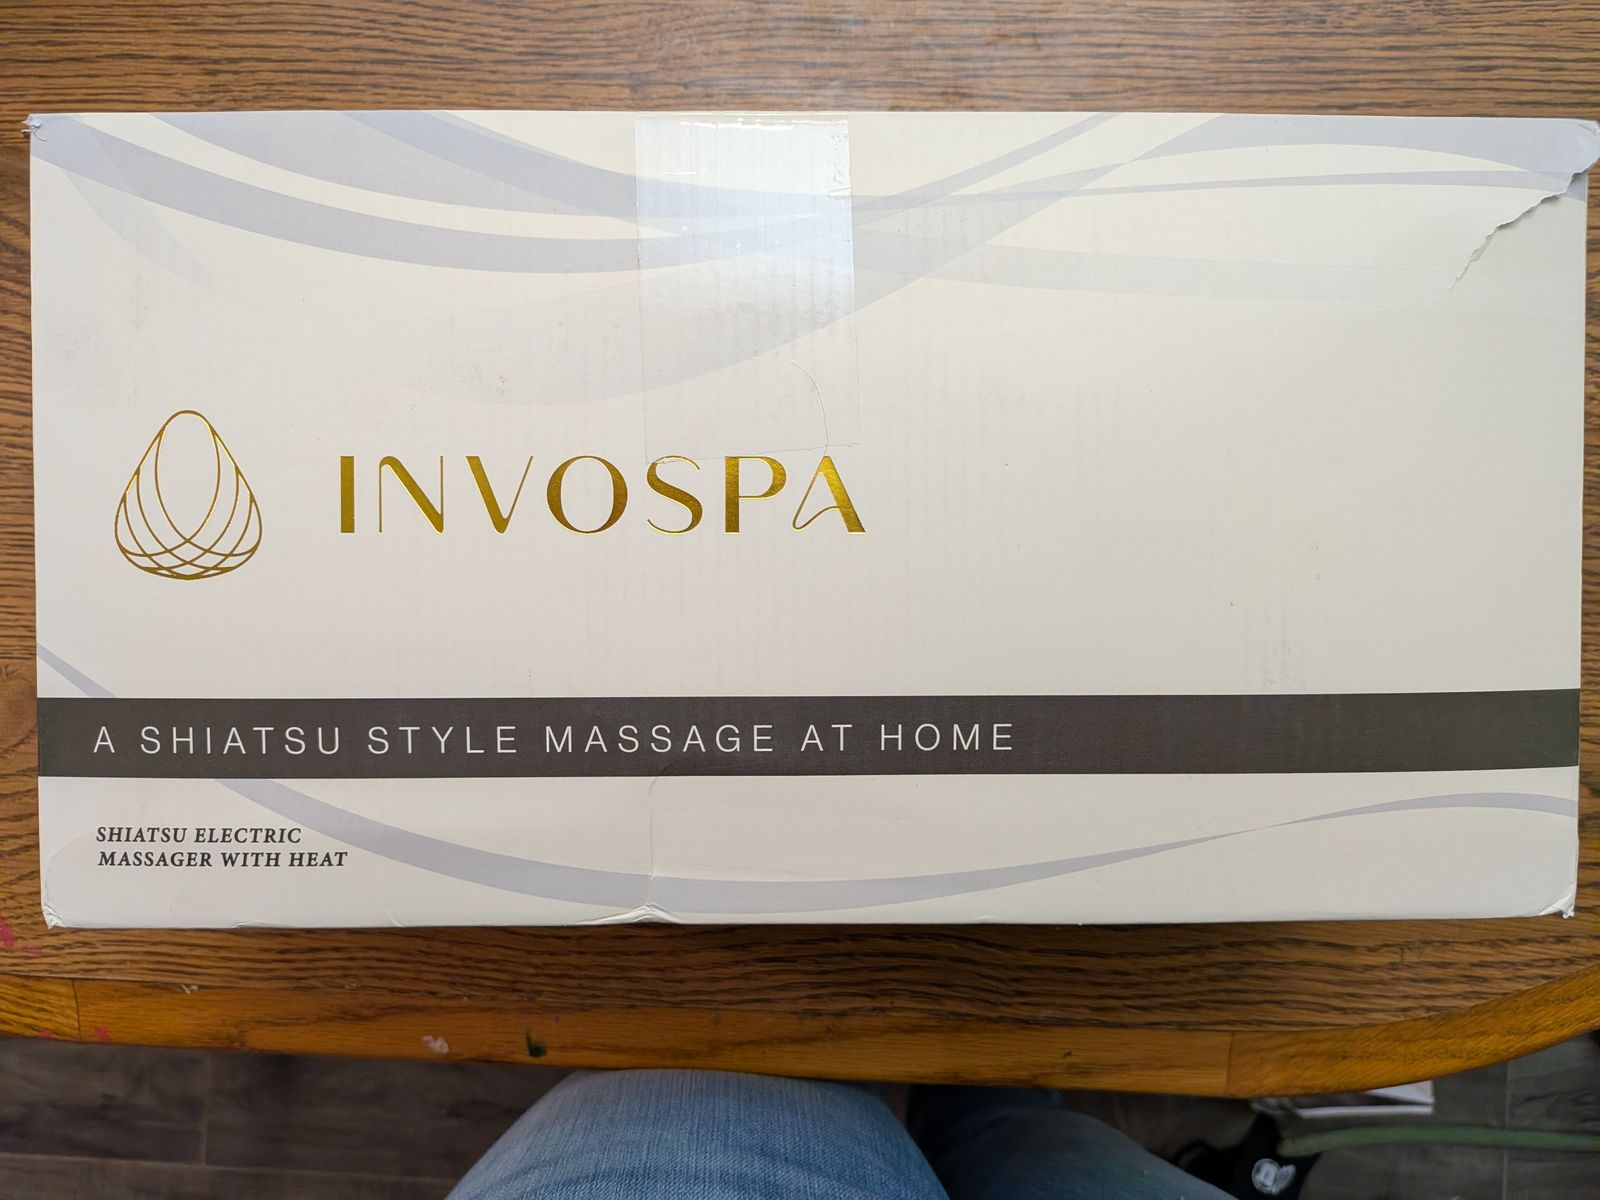 INVOSPA
A SHIATSU STYLE MASSAGE AT HOME
SHIATSU ELECTRIC
MASSAGER WITH HEAT